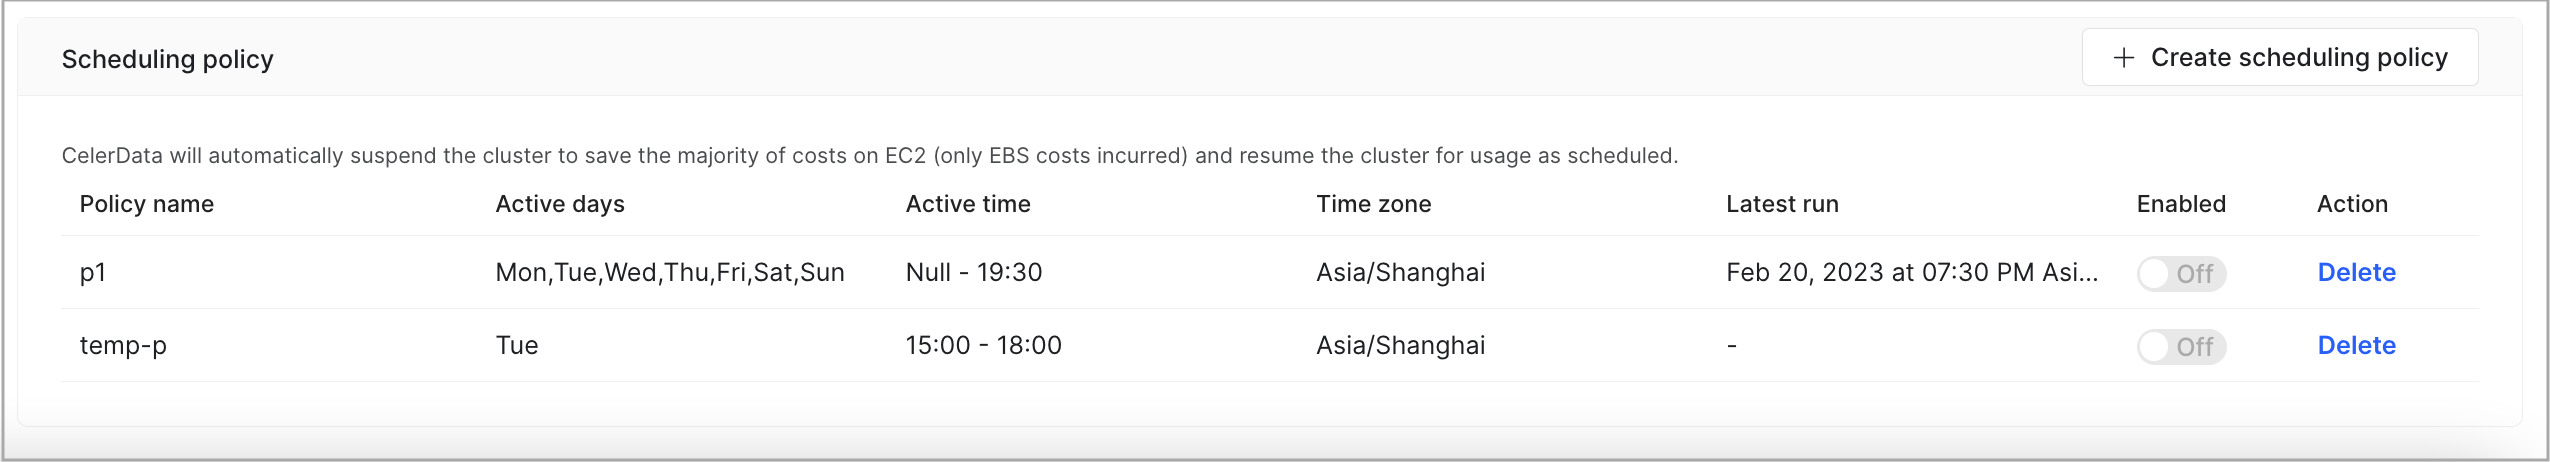 Scheduling policy
+ Create scheduling policy
CelerData will automatically suspend the cluster to save the majority of costs on EC2 (only EBS costs incurred) and resume the cluster for usage as scheduled.
Policy name Active days Active time Time zone Latest run Enabled Action
p1 Mon,Tue,Wed,Thu,Fri,Sat,Sun Null - 19:30 Asia/Shanghai Feb 20, 2023 at 07:30 PM Asi... Off Delete
temp-p Tue 15:00 - 18:00 Asia/Shanghai - Off Delete